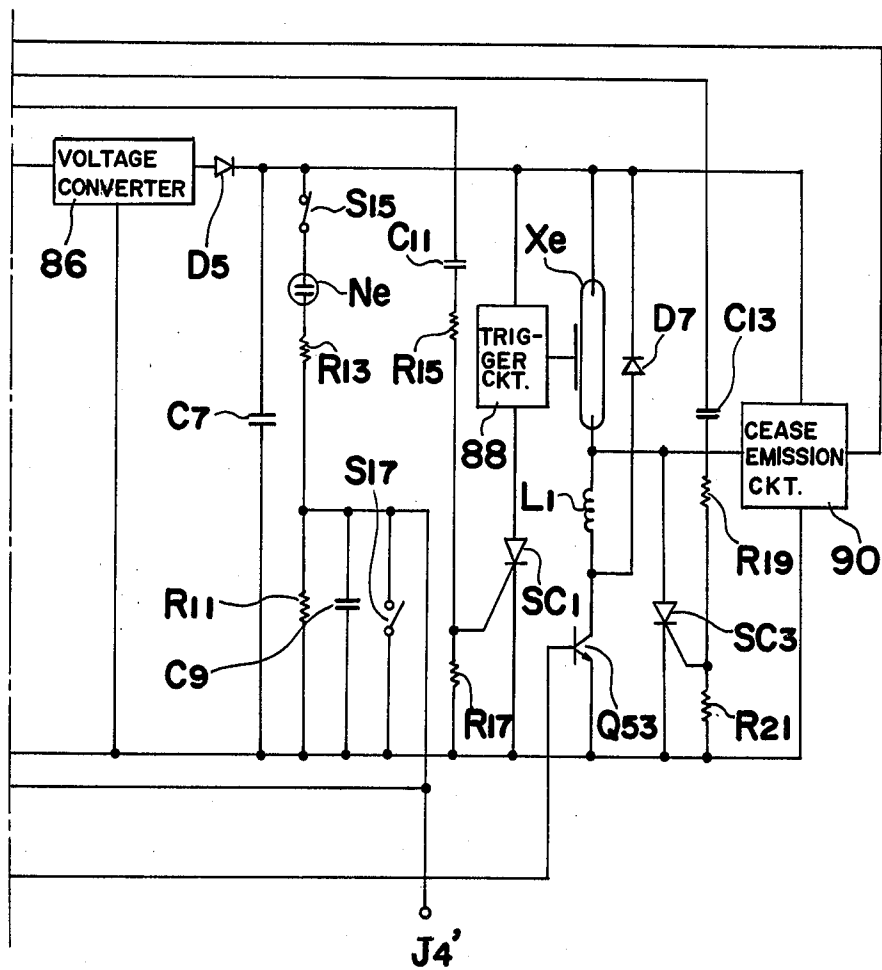 VOLTAGE
CONVERTER
86
D5
S15
Ne
R13
C11
R15
Xe
TRIG-
GER
CKT.
88
D7
C13
C7
S17
L1
CEASE
EMISSION
CKT.
90
R19
R11
C9
SC1
SC3
R17
Q53
R21
J4'